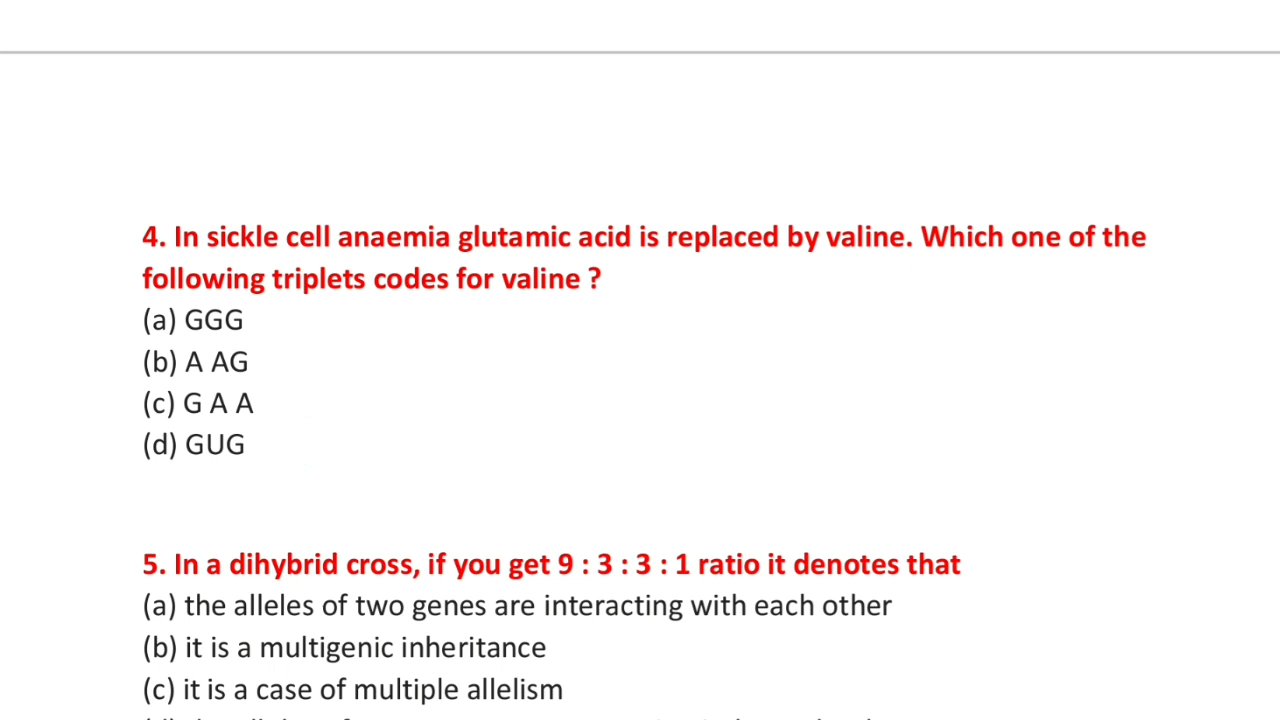 4. In sickle cell anaemia glutamic acid is replaced by valine. Which one of the
following triplets codes for valine ?
(a) GGG
(b) A AG
(c) G A A
(d) GUG
5. In a dihybrid cross, if you get 9 : 3 : 3 : 1 ratio it denotes that
(a) the alleles of two genes are interacting with each other
(b) it is a multigenic inheritance
(c) it is a case of multiple allelism